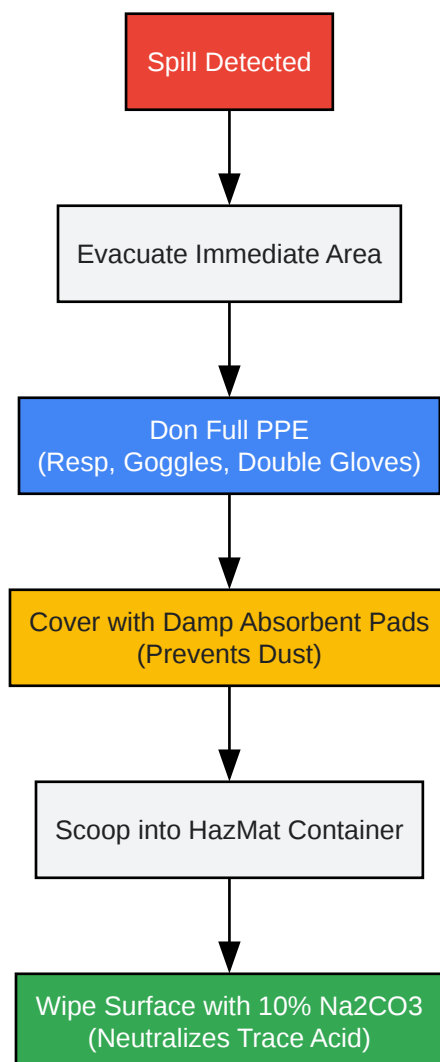 Spill Detected
Evacuate Immediate Area
Don Full PPE
(Resp, Goggles, Double Gloves)
Cover with Damp Absorbent Pads
(Prevents Dust)
Scoop into HazMat Container
Wipe Surface with 10% Na2CO3
(Neutralizes Trace Acid)